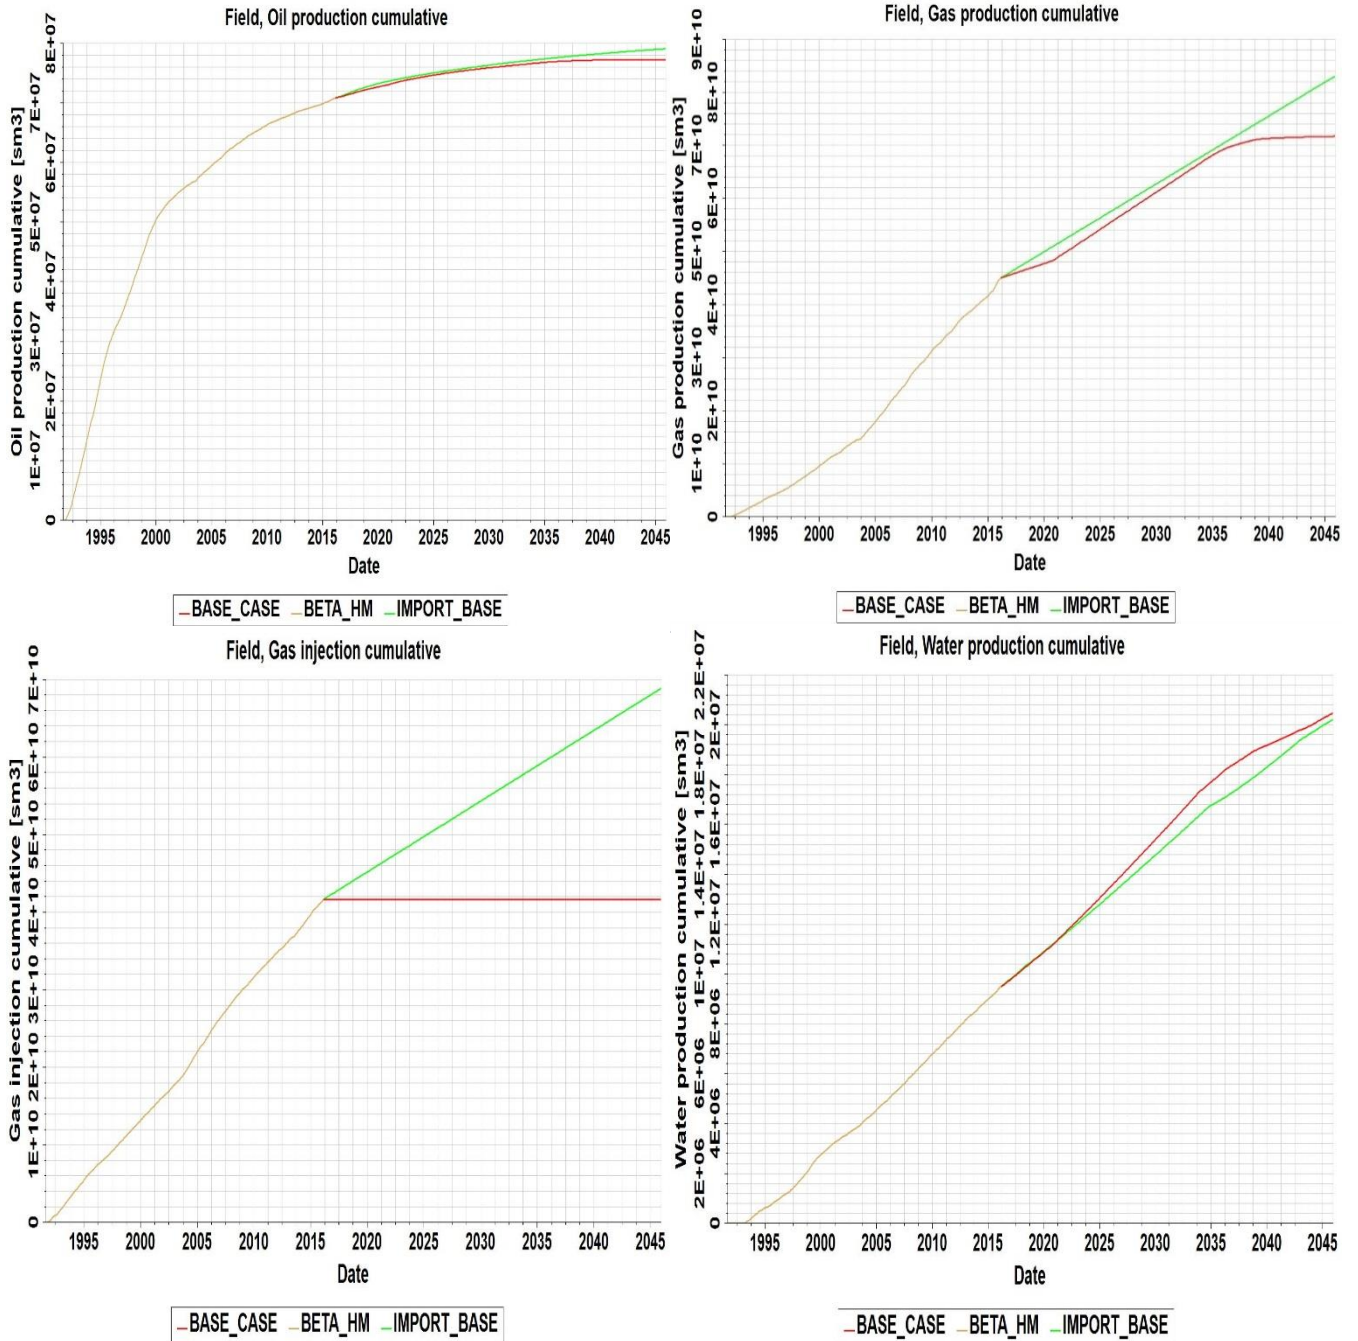 Field, Oil production cumulative
Oil production cumulative [sm3]
8E+07
7E+07
6E+07
5E+07
4E+07
3E+07
2E+07
1E+07
0
1995 2000 2005 2010 2015 2020 2025 2030 2035 2040 2045
Date
BASE_CASE BETA_HM IMPORT_BASE
Field, Gas production cumulative
Gas production cumulative [sm3]
9E+10
8E+10
7E+10
6E+10
5E+10
4E+10
3E+10
2E+10
1E+10
0
1995 2000 2005 2010 2015 2020 2025 2030 2035 2040 2045
Date
BASE_CASE BETA_HM IMPORT_BASE
Field, Gas injection cumulative
Gas injection cumulative [sm3]
7E+10
6E+10
5E+10
4E+10
3E+10
2E+10
1E+10
0
1995 2000 2005 2010 2015 2020 2025 2030 2035 2040 2045
Date
BASE_CASE BETA_HM IMPORT_BASE
Field, Water production cumulative
Water production cumulative [sm3]
2.2E+07
2E+07
1.8E+07
1.6E+07
1.4E+07
1.2E+07
1E+07
8E+06
6E+06
4E+06
2E+06
0
1995 2000 2005 2010 2015 2020 2025 2030 2035 2040 2045
Date
BASE_CASE BETA_HM IMPORT_BASE